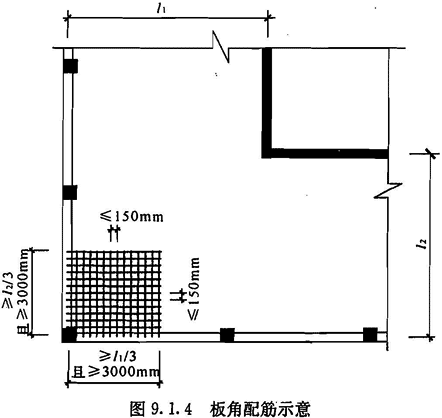 l₁
≤150mm
≥l₂/3
且≥3000mm
≤150mm
l₂
≥l₁/3
且≥3000mm
图 9.1.4 板角配筋示意